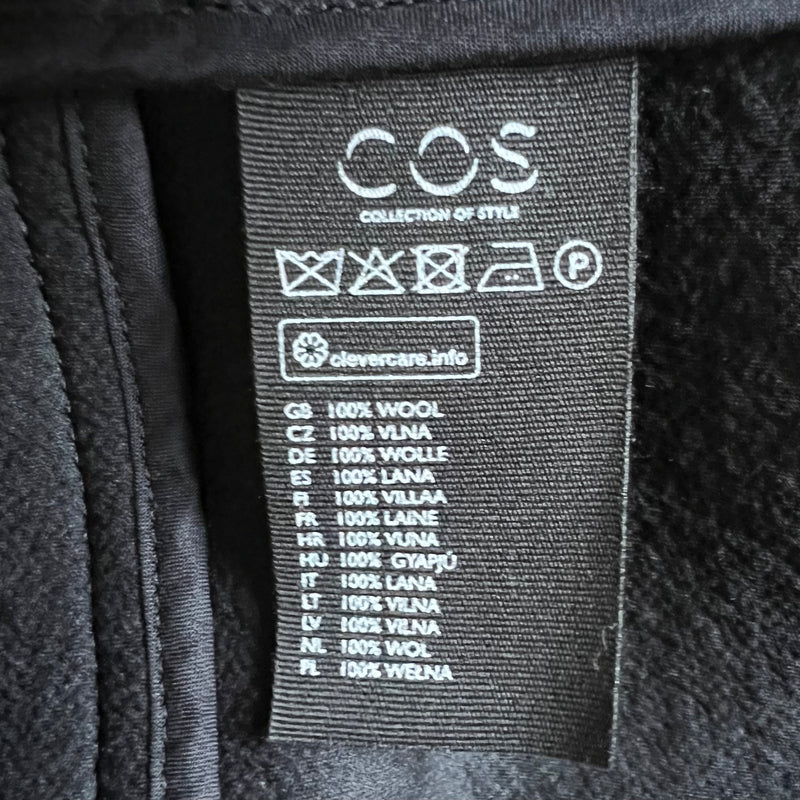 COS
COLLECTION OF STYLE
P
clevercare.info
GB 100% WOOL
CZ 100% VLNA
DE 100% WOLLE
ES 100% LANA
FI 100% VILLAA
FR 100% LAINE
HR 100% VUNA
HU 100% GYAPJÚ
IT 100% LANA
LT 100% VILNA
LV 100% VILNA
NL 100% WOL
PL 100% WEŁNA